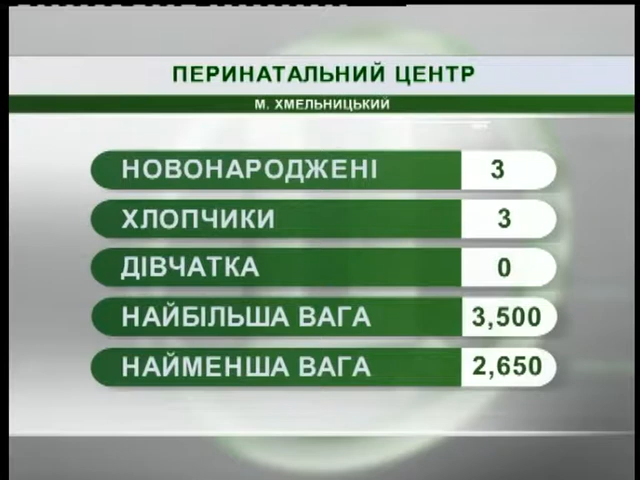 ПЕРИНАТАЛЬНИЙ ЦЕНТР
М. ХМЕЛЬНИЦЬКИЙ
НОВОНАРОДЖЕНІ 3
ХЛОПЧИКИ 3
ДІВЧАТКА 0
НАЙБІЛЬША ВАГА 3,500
НАЙМЕНША ВАГА 2,650